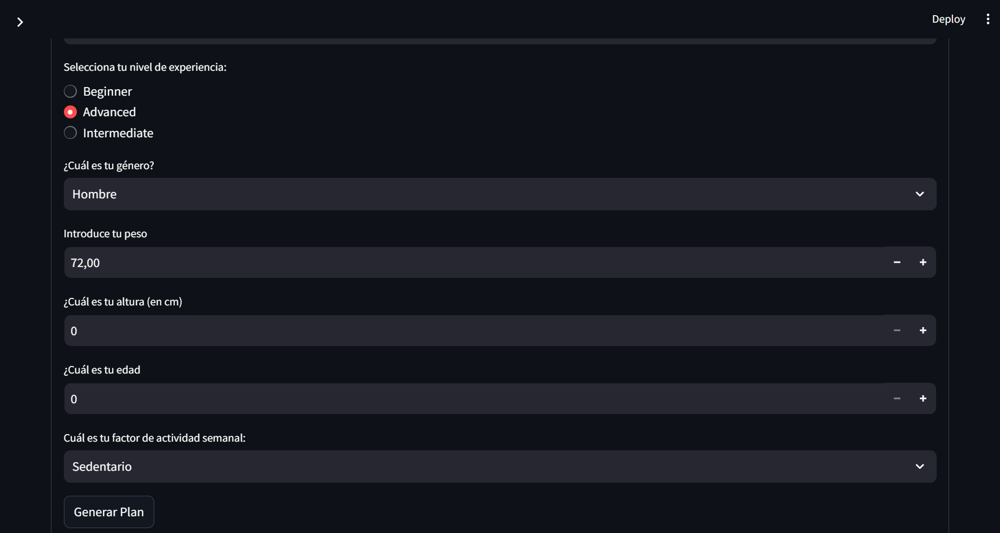 Deploy
Selecciona tu nivel de experiencia:
Beginner
Advanced
Intermediate
¿Cuál es tu género?
Hombre
Introduce tu peso
72,00
¿Cuál es tu altura (en cm)
0
¿Cuál es tu edad
0
Cuál es tu factor de actividad semanal:
Sedentario
Generar Plan